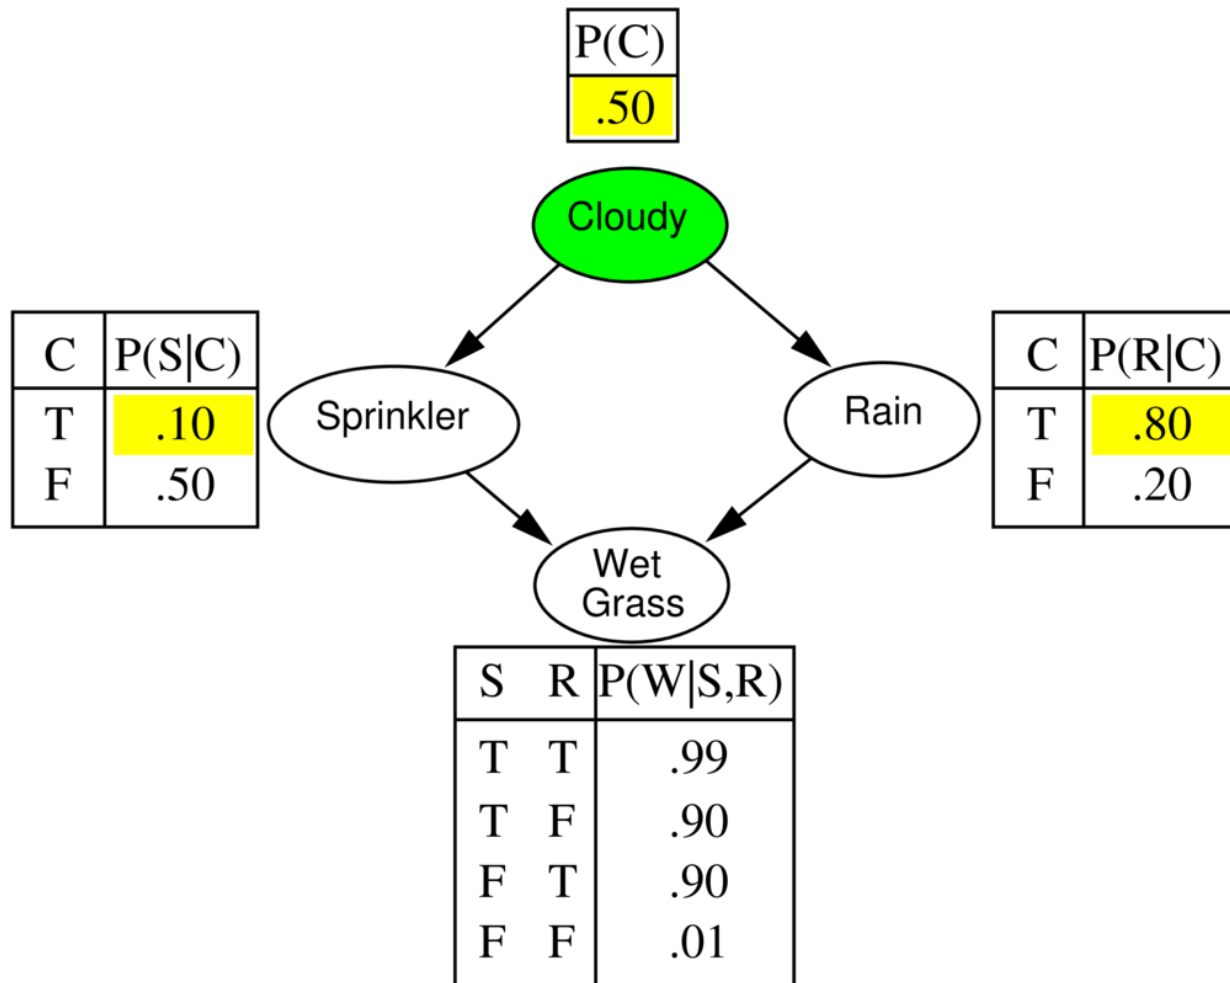 P(C)
.50
Cloudy
C P(S|C)
T .10
F .50
Sprinkler
Rain
C P(R|C)
T .80
F .20
Wet
Grass
S R P(W|S,R)
T T .99
T F .90
F T .90
F F .01